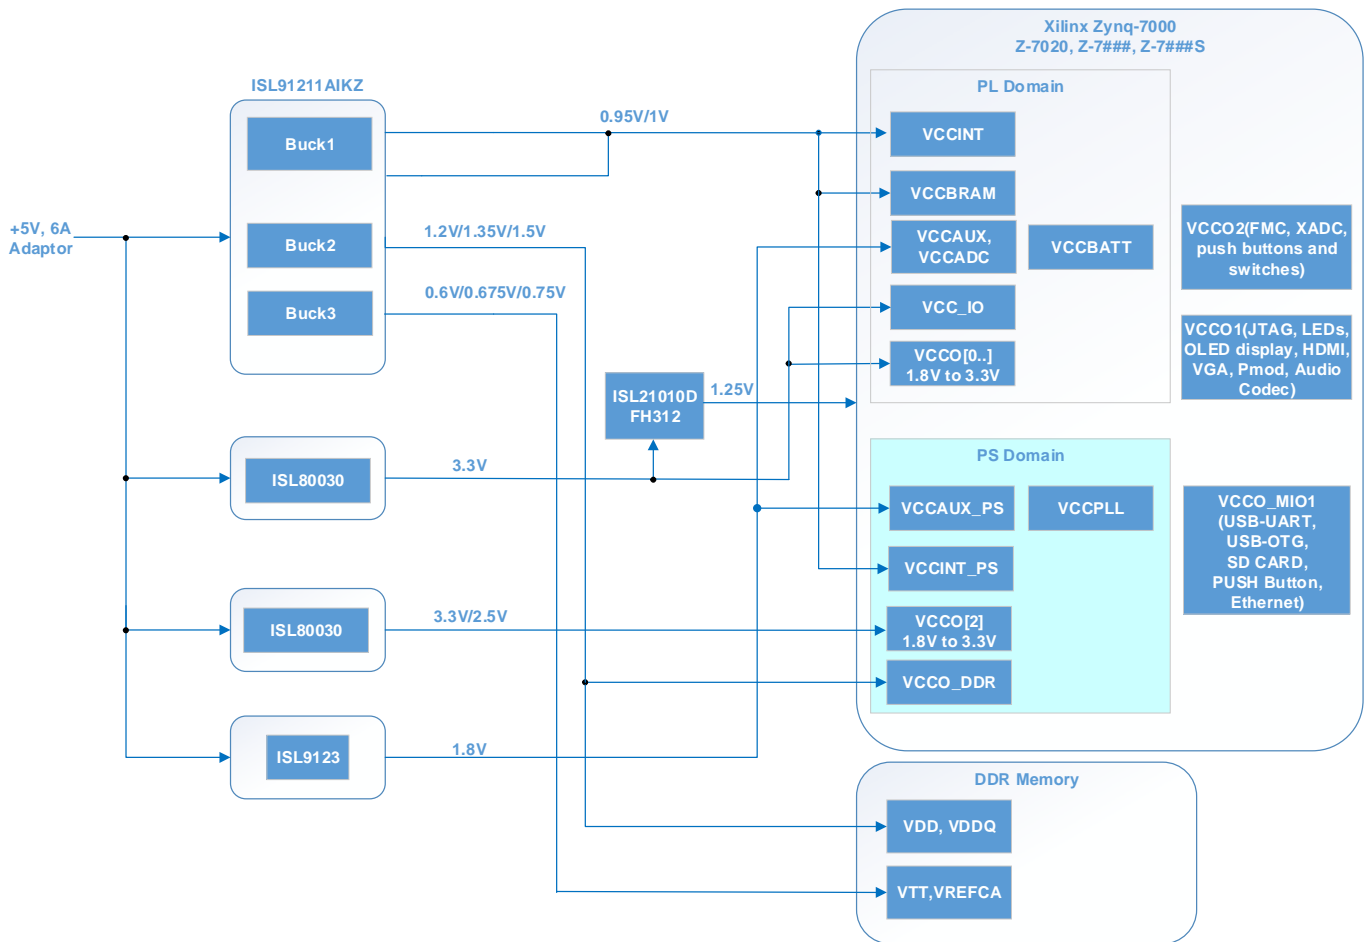 Xilinx Zynq-7000
Z-7020, Z-7###, Z-7###S
ISL91211AIKZ
PL Domain
0.95V/1V
Buck1
VCCINT
VCCBRAM
+5V, 6A
Adaptor
1.2V/1.35V/1.5V
Buck2
VCCAUX,
VCCADC
VCCBATT
VCCO2(FMC, XADC,
push buttons and
switches)
0.6V/0.675V/0.75V
Buck3
VCC_IO
VCCO1(JTAG, LEDs,
OLED display, HDMI,
VGA, Pmod, Audio
Codec)
VCCO[0..]
1.8V to 3.3V
ISL21010D
FH312
1.25V
PS Domain
3.3V
ISL80030
VCCAUX_PS
VCCPLL
VCCO_MIO1
(USB-UART,
USB-OTG,
SD CARD,
PUSH Button,
Ethernet)
VCCINT_PS
3.3V/2.5V
ISL80030
VCCO[2]
1.8V to 3.3V
VCCO_DDR
1.8V
ISL9123
DDR Memory
VDD, VDDQ
VTT,VREFCA